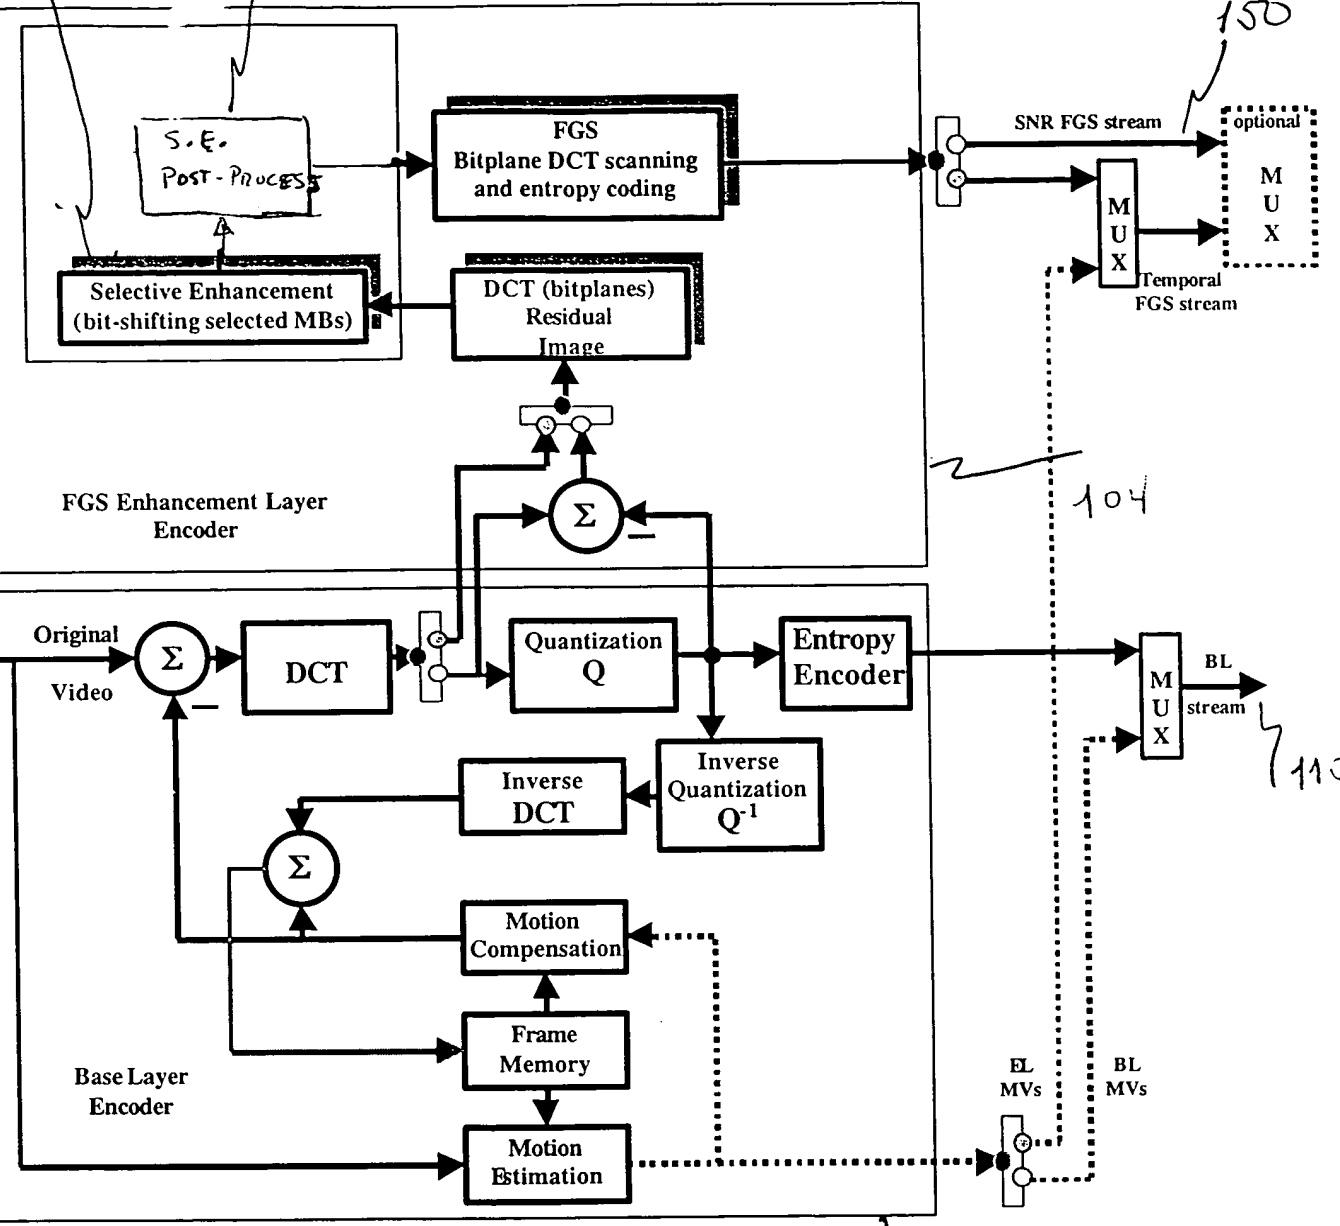 150
S.E.
POST-PROCESS
FGS
Bitplane DCT scanning
and entropy coding
SNR FGS stream
optional
M
U
X
M
U
X
Temporal
FGS stream
Selective Enhancement
(bit-shifting selected MBs)
DCT (bitplanes)
Residual
Image
FGS Enhancement Layer
Encoder
Σ
104
Original
Video
Σ
DCT
Quantization
Q
Entropy
Encoder
M
U
X
BL
stream
Inverse
DCT
Inverse
Quantization
Q-1
Σ
Motion
Compensation
Frame
Memory
Base Layer
Encoder
Motion
Estimation
EL
MVs
BL
MVs